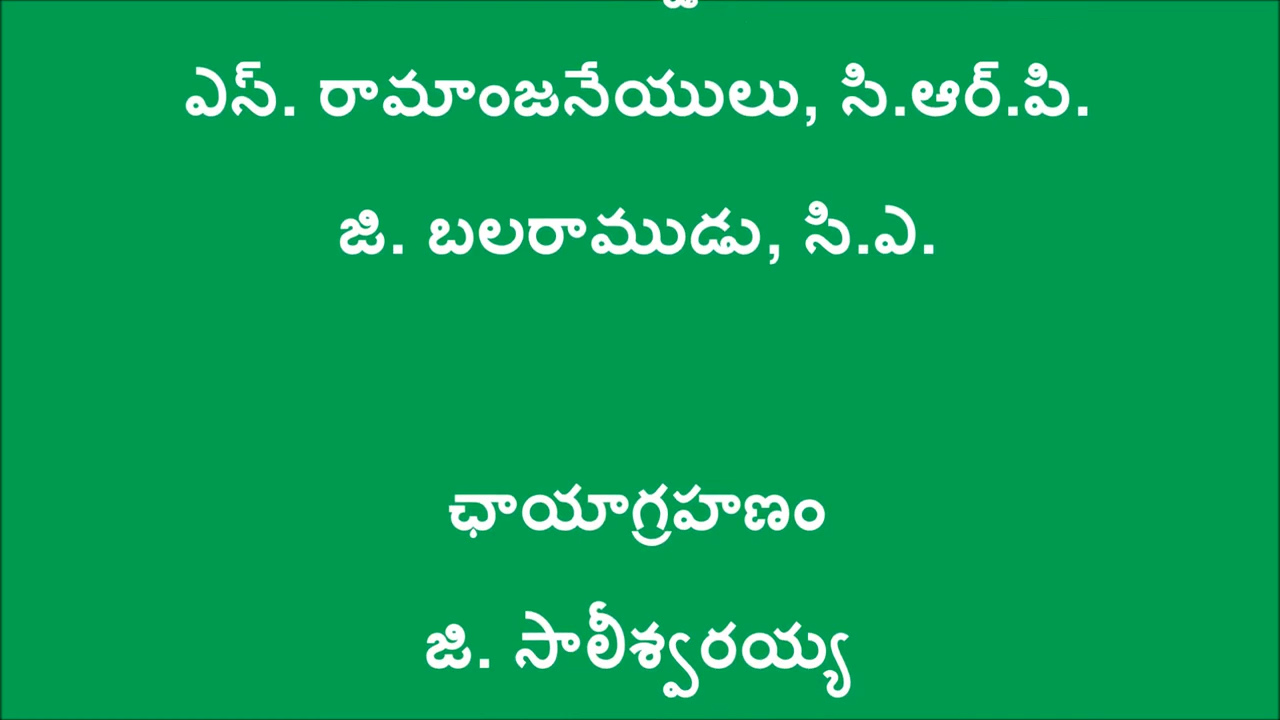 ఎస్. రామాంజనేయులు, సి.ఆర్.పి.
జి. బలరాముడు, సి.ఎ.
ఛాయాగ్రహణం
జి. సాలీశ్వరయ్య